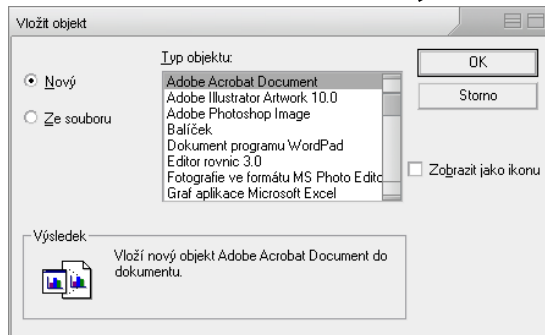 Vložit objekt
Typ objektu:
Nový
Ze souboru
Adobe Acrobat Document
Adobe Illustrator Artwork 10.0
Adobe Photoshop Image
Balíček
Dokument programu WordPad
Editor rovnic 3.0
Fotografie ve formátu MS Photo Edito
Graf aplikace Microsoft Excel
OK
Storno
Zobrazit jako ikonu
Výsledek
Vloží nový objekt Adobe Acrobat Document do
dokumentu.